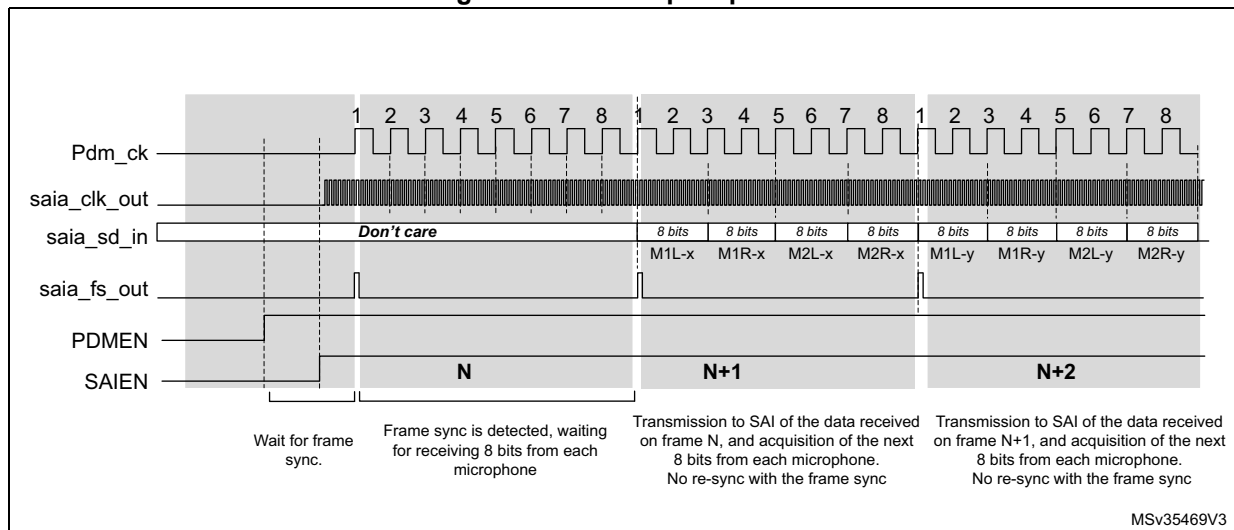 1 2 3 4 5 6 7 8 1 2 3 4 5 6 7 8 1 2 3 4 5 6 7 8
Pdm_ck
saia_clk_out
saia_sd_in Don't care 8 bits 8 bits 8 bits 8 bits 8 bits 8 bits 8 bits 8 bits
M1L-x M1R-x M2L-x M2R-x M1L-y M1R-y M2L-y M2R-y
saia_fs_out
PDMEN
SAIEN
N N+1 N+2
Wait for frame
sync.
Frame sync is detected, waiting
for receiving 8 bits from each
microphone
Transmission to SAI of the data received
on frame N, and acquisition of the next
8 bits from each microphone.
No re-sync with the frame sync
Transmission to SAI of the data received
on frame N+1, and acquisition of the next
8 bits from each microphone.
No re-sync with the frame sync
MSv35469V3